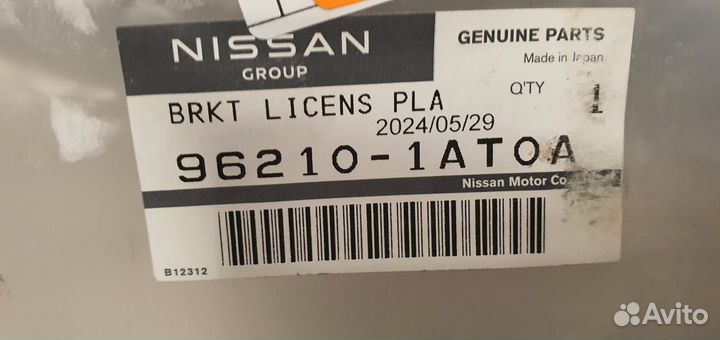 NISSAN
GROUP
GENUINE PARTS
Made in Japan
Q'TY 1
BRKT LICENS PLA
2024/05/29
96210-1AT0A
Nissan Motor Co
B12312
Avito